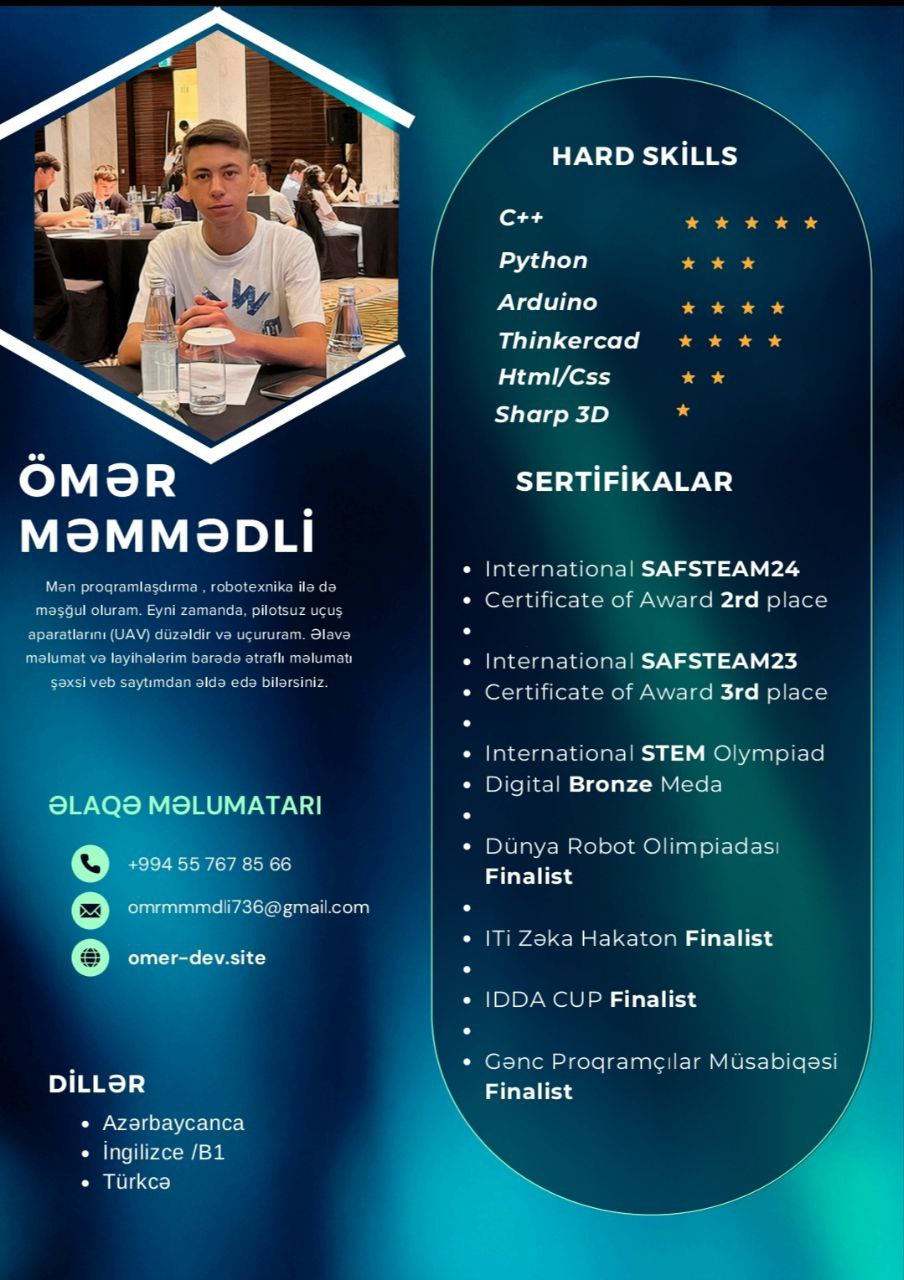 ÖMƏR
MƏMMƏDLİ
Mən proqramlaşdırma , robotexnika ilə də
məşğul oluram. Eyni zamanda, pilotsuz uçuş
aparatlarını (UAV) düzəldir və uçururam. Əlavə
məlumat və layihələrim barədə ətraflı məlumatı
şəxsi veb saytımdan əldə edə bilərsiniz.
ƏLAQƏ MƏLUMATARI
+994 55 767 85 66
omrmmmdli736@gmail.com
omer-dev.site
DİLLƏR
• Azərbaycanca
• İngilizce /B1
• Türkcə
HARD SKİLLS
C++ ★ ★ ★ ★ ★
Python ★ ★ ★
Arduino ★ ★ ★ ★
Thinkercad ★ ★ ★ ★
Html/Css ★ ★
Sharp 3D ★
SERTİFİKALAR
• International SAFSTEAM24
• Certificate of Award 2rd place
•
• International SAFSTEAM23
• Certificate of Award 3rd place
•
• International STEM Olympiad
• Digital Bronze Meda
•
• Dünya Robot Olimpiadası
Finalist
•
• ITi Zəka Hakaton Finalist
•
• IDDA CUP Finalist
•
• Gənc Proqramçılar Müsabiqəsi
Finalist